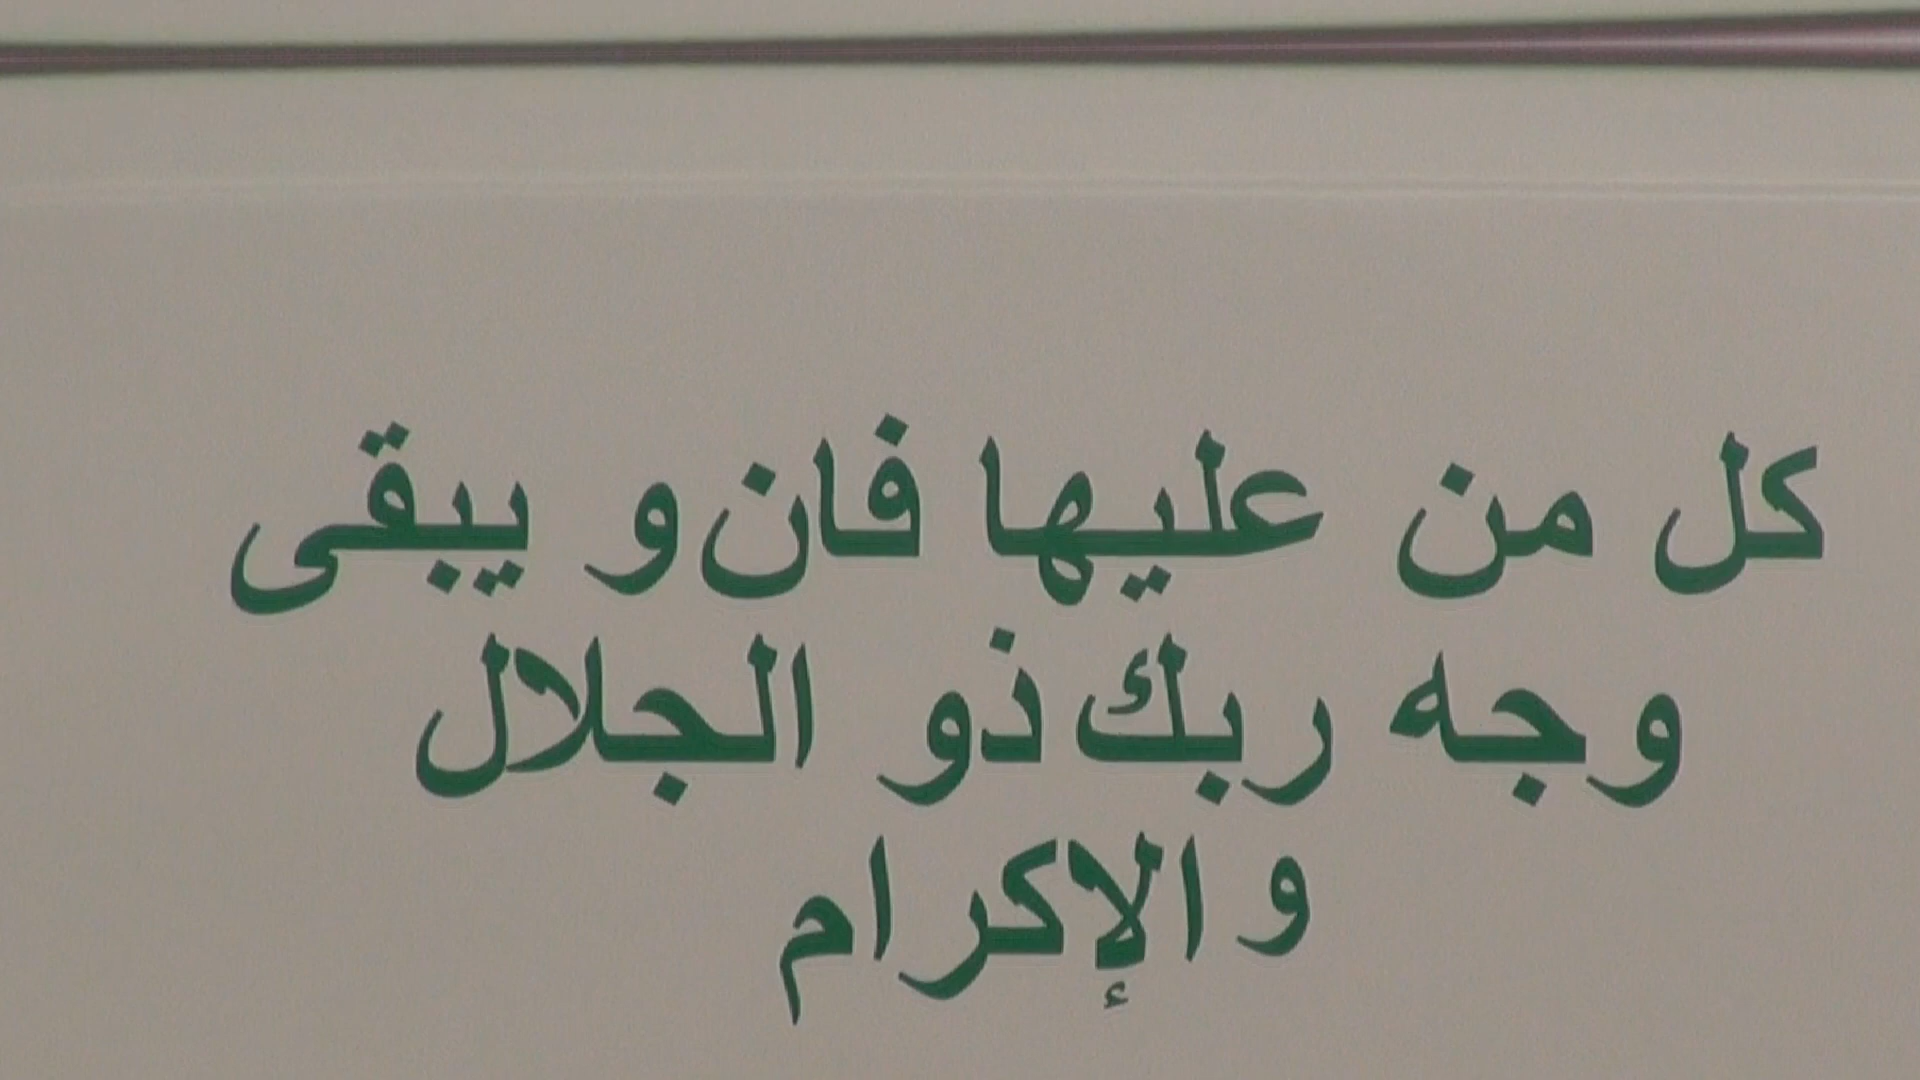 كل من عليها فان و يبقى
وجه ربك ذو الجلال
و الإكرام